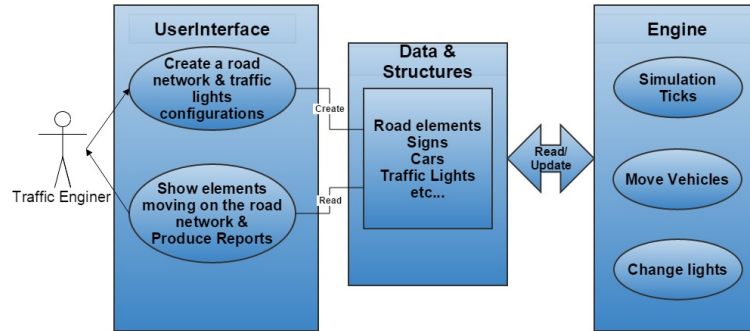 UserInterface
Create a road
network & traffic
lights
configurations
Show elements
moving on the road
network &
Produce Reports
Traffic Enginer
Create
Read
Data &
Structures
Road elements
Signs
Cars
Traffic Lights
etc...
Read/
Update
Engine
Simulation
Ticks
Move Vehicles
Change lights